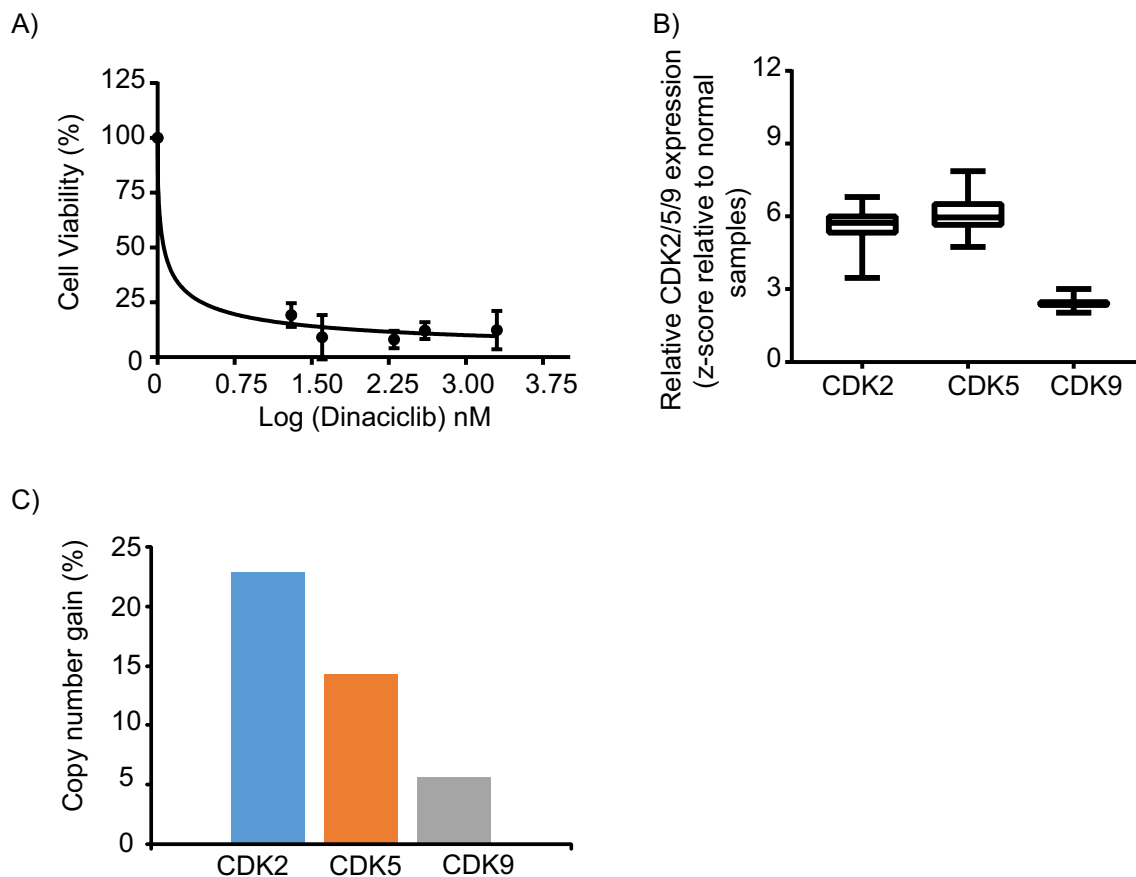 A)
Cell Viability (%)
125
100
75
50
25
0
0 0.75 1.50 2.25 3.00 3.75
Log (Dinaciclib) nM
B)
Relative CDK2/5/9 expression
(z-score relative to normal
samples)
12
9
6
3
0
CDK2 CDK5 CDK9
C)
Copy number gain (%)
25
20
15
10
5
0
CDK2 CDK5 CDK9